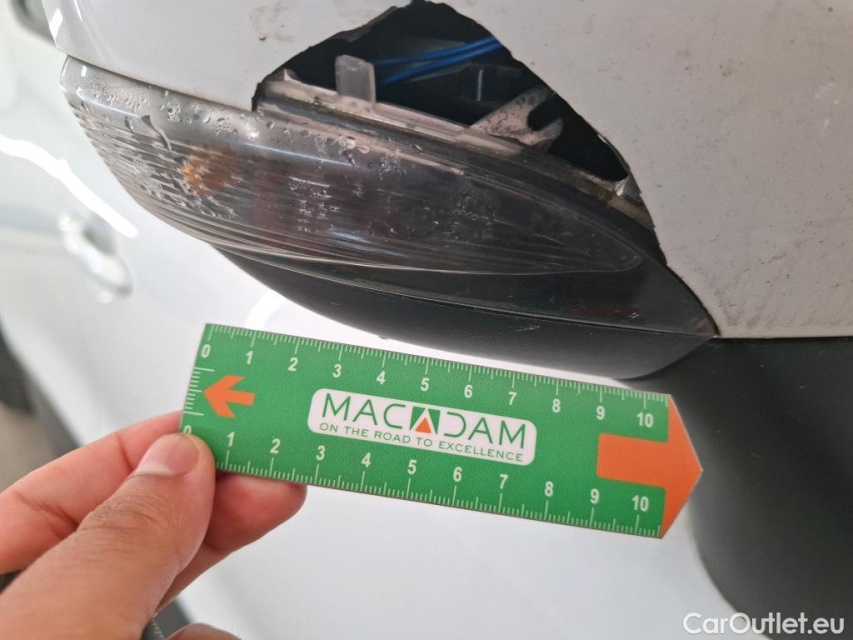 0 1 2 3 4 5 6 7 8 9 10
MACADAM
ON THE ROAD TO EXCELLENCE
0 1 2 3 4 5 6 7 8 9 10
CarOutlet.eu